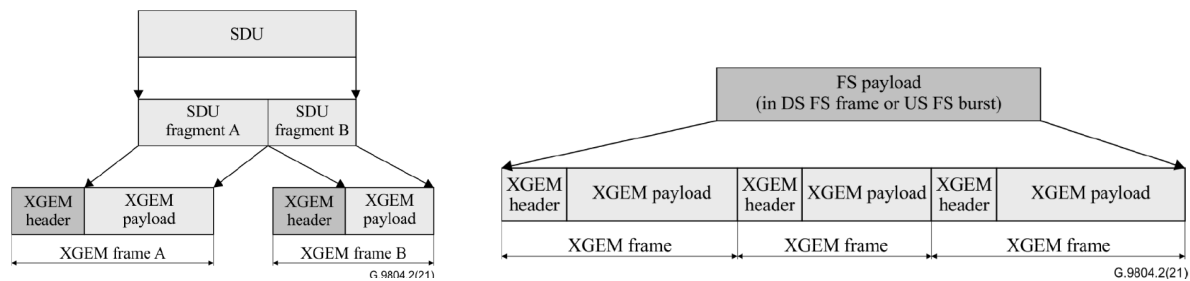 SDU
SDU
fragment A
SDU
fragment B
XGEM
header
XGEM
payload
XGEM
header
XGEM
payload
XGEM frame A
XGEM frame B
G.9804.2(21)
FS payload
(in DS FS frame or US FS burst)
XGEM
header
XGEM payload
XGEM
header
XGEM payload
XGEM
header
XGEM payload
XGEM frame
XGEM frame
XGEM frame
G.9804.2(21)